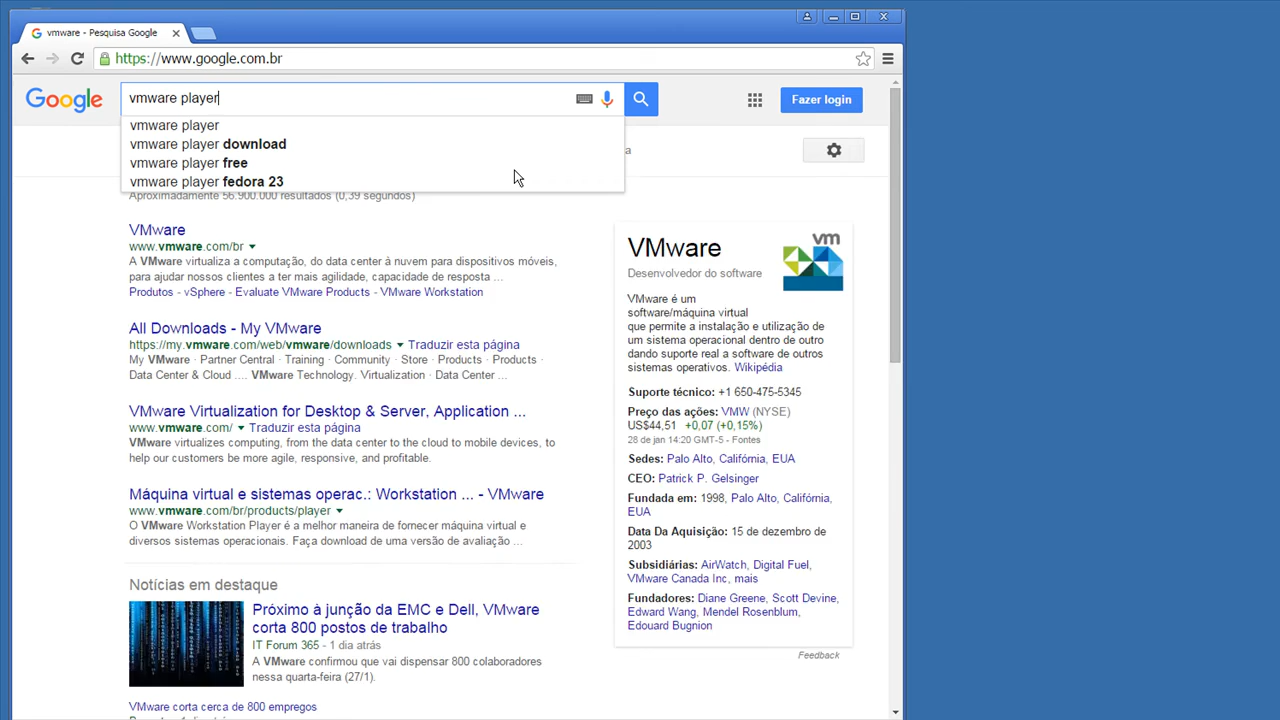 vmware - Pesquisa Google
https://www.google.com.br
Google
vmware player
Fazer login
vmware player
vmware player download
vmware player free
vmware player fedora 23
a
Aproximadamente 56.900.000 resultados (0,39 segundos)
VMware
www.vmware.com/br
A VMware virtualiza a computação, do data center à nuvem para dispositivos móveis,
para ajudar nossos clientes a ter mais agilidade, capacidade de resposta ...
Produtos - vSphere - Evaluate VMware Products - VMware Workstation
All Downloads - My VMware
https://my.vmware.com/web/vmware/downloads Traduzir esta página
My VMware · Partner Central · Training · Community · Store · Products · Products ·
Data Center & Cloud .... VMware Technology. Virtualization · Data Center ...
VMware Virtualization for Desktop & Server, Application ...
www.vmware.com/ Traduzir esta página
VMware virtualizes computing, from the data center to the cloud to mobile devices, to
help our customers be more agile, responsive, and profitable.
Máquina virtual e sistemas operac.: Workstation ... - VMware
www.vmware.com/br/products/player
O VMware Workstation Player é a melhor maneira de fornecer máquina virtual e
diversos sistemas operacionais. Faça download de uma versão de avaliação ...
Notícias em destaque
Próximo à junção da EMC e Dell, VMware
corta 800 postos de trabalho
IT Forum 365 - 1 dia atrás
A VMware confirmou que vai dispensar 800 colaboradores
nessa quarta-feira (27/1).
VMware corta cerca de 800 empregos
VMware
Desenvolvedor do software
vm
VMware é um
software/máquina virtual
que permite a instalação e utilização de
um sistema operacional dentro de outro
dando suporte real a software de outros
sistemas operativos. Wikipédia
Suporte técnico: +1 650-475-5345
Preço das ações: VMW (NYSE)
US$44,51 +0,07 (+0,15%)
28 de jan 14:20 GMT-5 - Fontes
Sedes: Palo Alto, Califórnia, EUA
CEO: Patrick P. Gelsinger
Fundada em: 1998, Palo Alto, Califórnia,
EUA
Data Da Aquisição: 15 de dezembro de
2003
Subsidiárias: AirWatch, Digital Fuel,
VMware Canada Inc, mais
Fundadores: Diane Greene, Scott Devine,
Edward Wang, Mendel Rosenblum,
Edouard Bugnion
Feedback